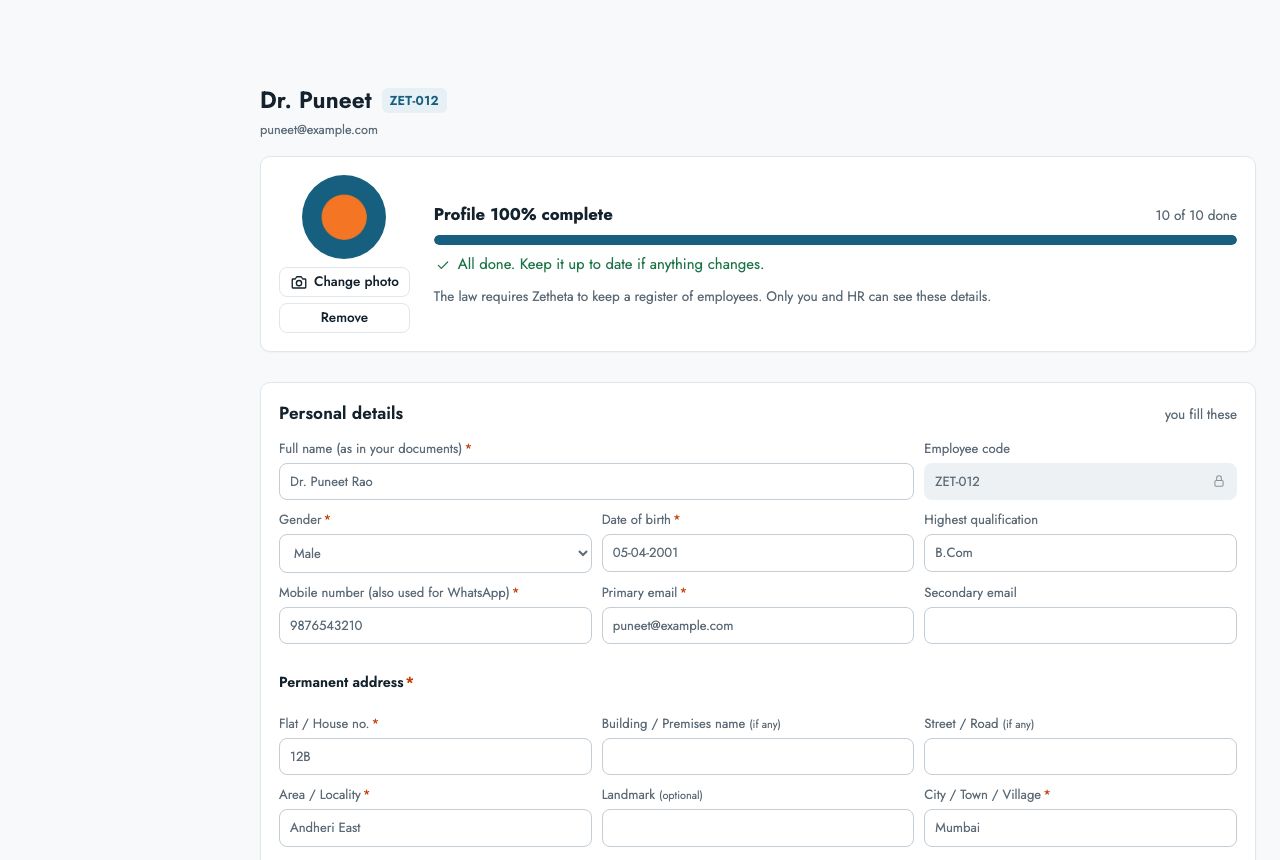 Dr. Puneet ZET-012
puneet@example.com
Profile 100% complete 10 of 10 done
All done. Keep it up to date if anything changes.
Change photo
The law requires Zetheta to keep a register of employees. Only you and HR can see these details.
Remove
Personal details you fill these
Full name (as in your documents) * Employee code
Dr. Puneet Rao ZET-012
Gender * Date of birth * Highest qualification
Male 05-04-2001 B.Com
Mobile number (also used for WhatsApp) * Primary email * Secondary email
9876543210 puneet@example.com
Permanent address *
Flat / House no. * Building / Premises name (if any) Street / Road (if any)
12B
Area / Locality * Landmark (optional) City / Town / Village *
Andheri East Mumbai